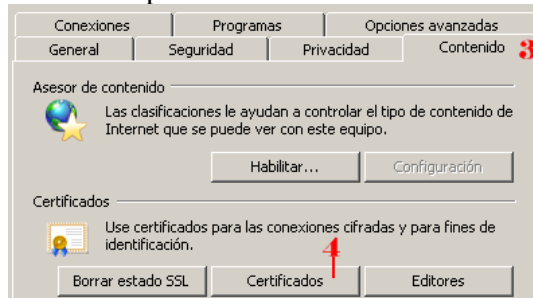 Conexiones Programas Opciones avanzadas
General Seguridad Privacidad Contenido 3
Asesor de contenido
Las clasificaciones le ayudan a controlar el tipo de contenido de
Internet que se puede ver con este equipo.
Habilitar... Configuración
Certificados
Use certificados para las conexiones cifradas y para fines de
identificación.
4
Borrar estado SSL Certificados Editores